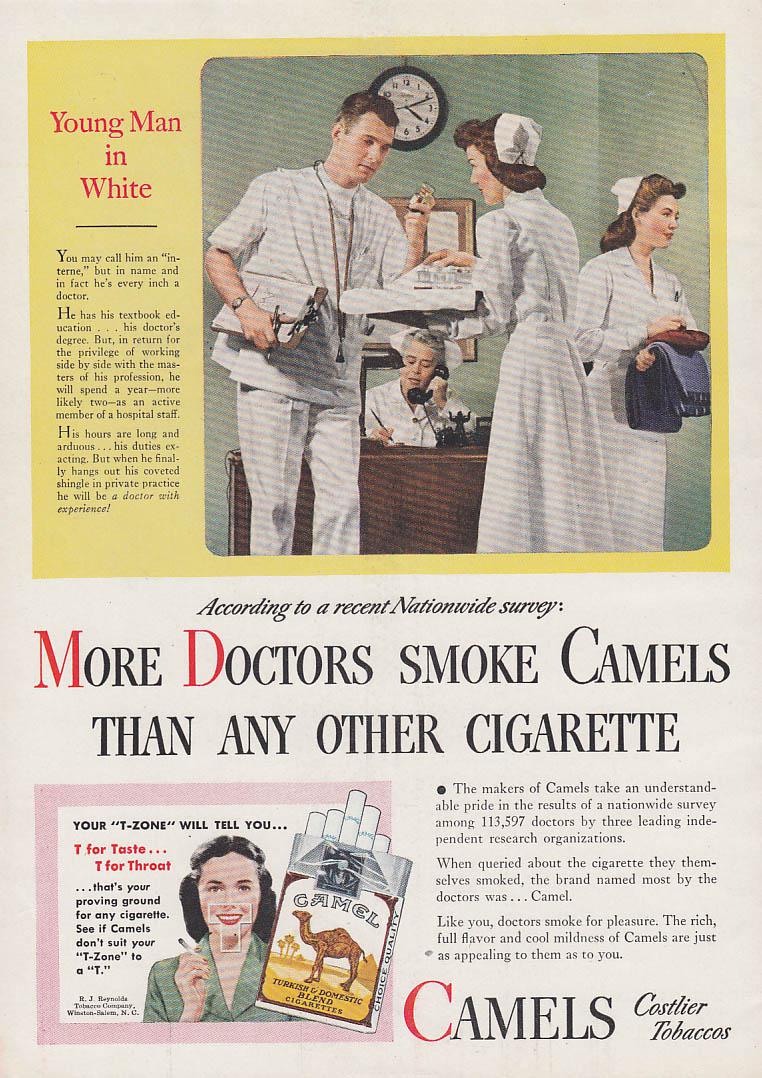 Young Man
in
White
You may call him an "in-
terne," but in name and
in fact he's every inch a
doctor.
He has his textbook ed-
ucation . . . his doctor's
degree. But, in return for
the privilege of working
side by side with the mas-
ters of his profession, he
will spend a year—more
likely two—as an active
member of a hospital staff.
His hours are long and
arduous . . . his duties ex-
acting. But when he final-
ly hangs out his coveted
shingle in private practice
he will be a doctor with
experience!
According to a recent Nationwide survey:
MORE DOCTORS SMOKE CAMELS
THAN ANY OTHER CIGARETTE
YOUR "T-ZONE" WILL TELL YOU...
T for Taste...
T for Throat
...that's your
proving ground
for any cigarette.
See if Camels
don't suit your
"T-Zone" to
a "T."
R. J. Reynolds
Tobacco Company,
Winston-Salem, N. C.
CAMEL
TURKISH & DOMESTIC
BLEND
CIGARETTES
CHOICE QUALITY
The makers of Camels take an understand-
able pride in the results of a nationwide survey
among 113,597 doctors by three leading inde-
pendent research organizations.
When queried about the cigarette they them-
selves smoked, the brand named most by the
doctors was . . . Camel.
Like you, doctors smoke for pleasure. The rich,
full flavor and cool mildness of Camels are just
as appealing to them as to you.
CAMELS
Costlier
Tobaccos